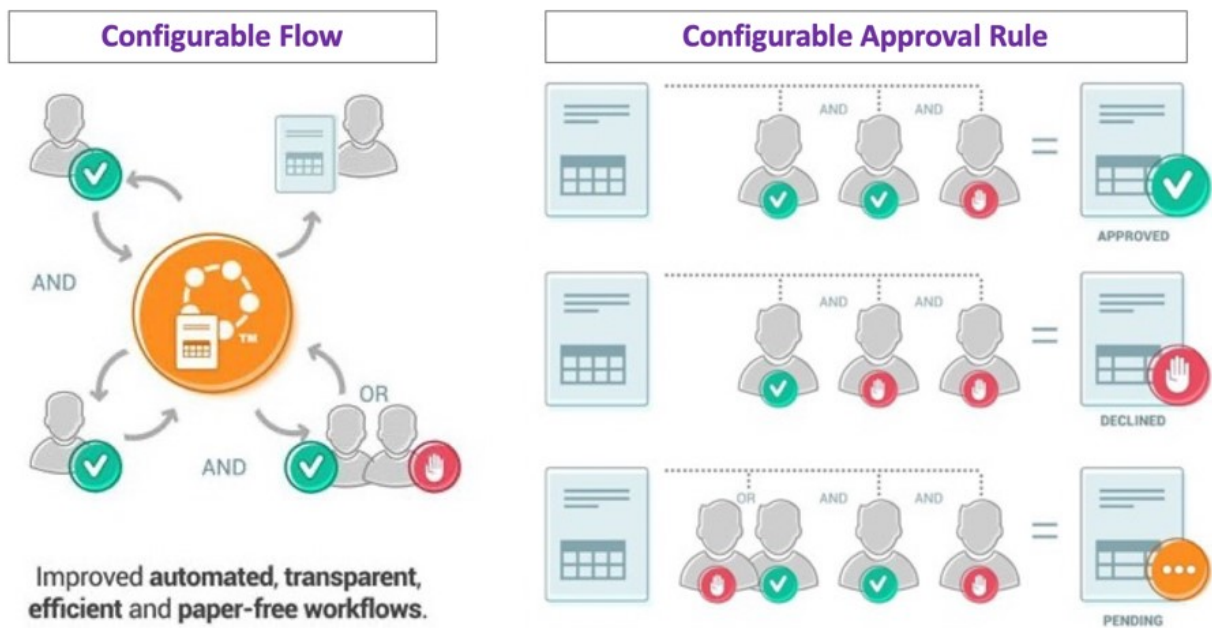 Configurable Flow
AND
OR
AND
TM
Improved automated, transparent,
efficient and paper-free workflows.
Configurable Approval Rule
AND AND
APPROVED
AND AND
DECLINED
OR AND AND
PENDING